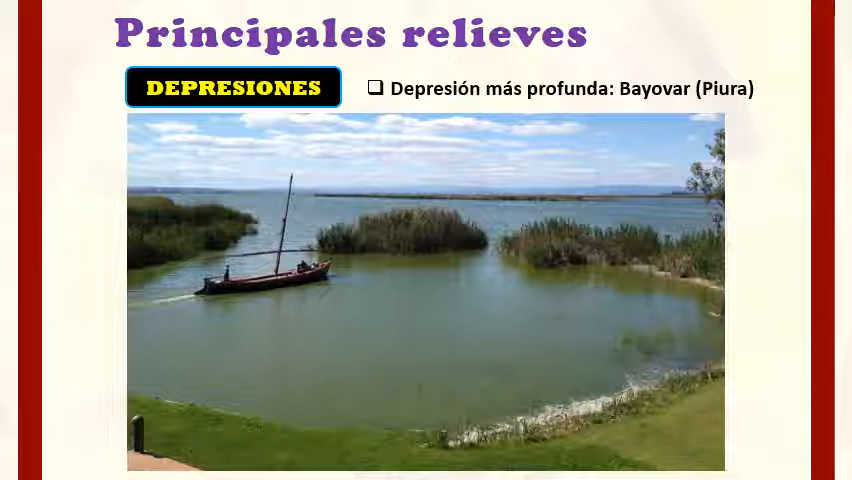 Principales relieves
DEPRESIONES
❑ Depresión más profunda: Bayovar (Piura)